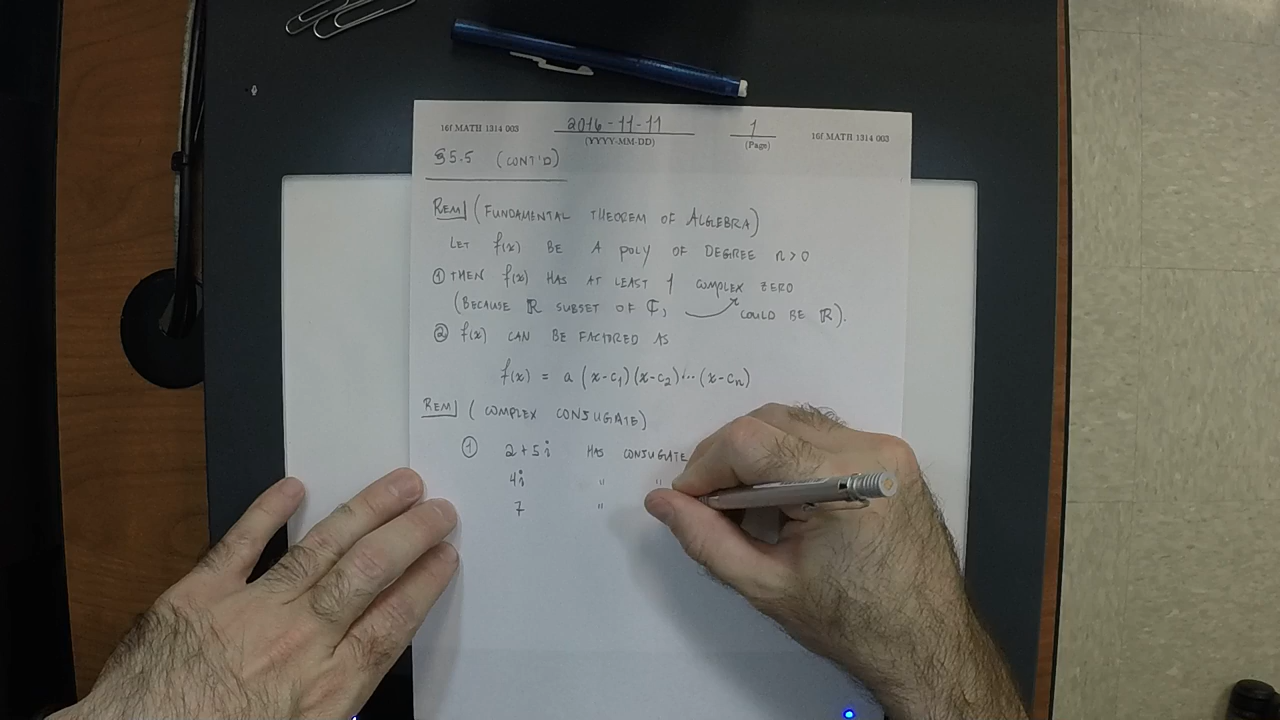 16f MATH 1314 003 2016-11-11 1 16f MATH 1314 003
(YYYY-MM-DD) (Page)
§5.5 (CONT'D)
REM (FUNDAMENTAL THEOREM OF ALGEBRA)
LET f(x) BE A POLY OF DEGREE n > 0
① THEN f(x) HAS AT LEAST 1 COMPLEX ZERO
(BECAUSE ℝ SUBSET OF ℂ, COULD BE ℝ).
② f(x) CAN BE FACTORED AS
f(x) = a (x-c₁)(x-c₂)···(x-cₙ)
REM (COMPLEX CONJUGATE)
① 2+5i HAS CONJUGATE
4i " "
7 "